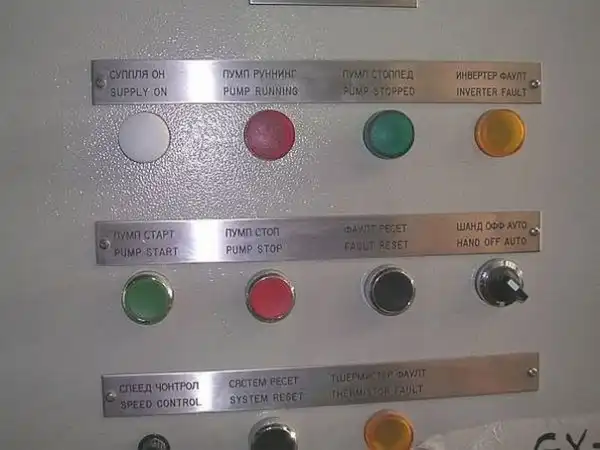 СУППЛЯ ОН ПУМП РУННИНГ ПУМП СТОППЕД ИНВЕРТЕР ФАУЛТ
SUPPLY ON PUMP RUNNING PUMP STOPPED INVERTER FAULT
ПУМП СТАРТ ПУМП СТОП ФАУЛТ РЕСЕТ ШАНД ОФФ АУТО
PUMP START PUMP STOP FAULT RESET HAND OFF AUTO
СПЕЕД ЧОНТРОЛ СЯСТЕМ РЕСЕТ ТШЕРМИСТЕР ФАУЛТ
SPEED CONTROL SYSTEM RESET THERMISTOR FAULT